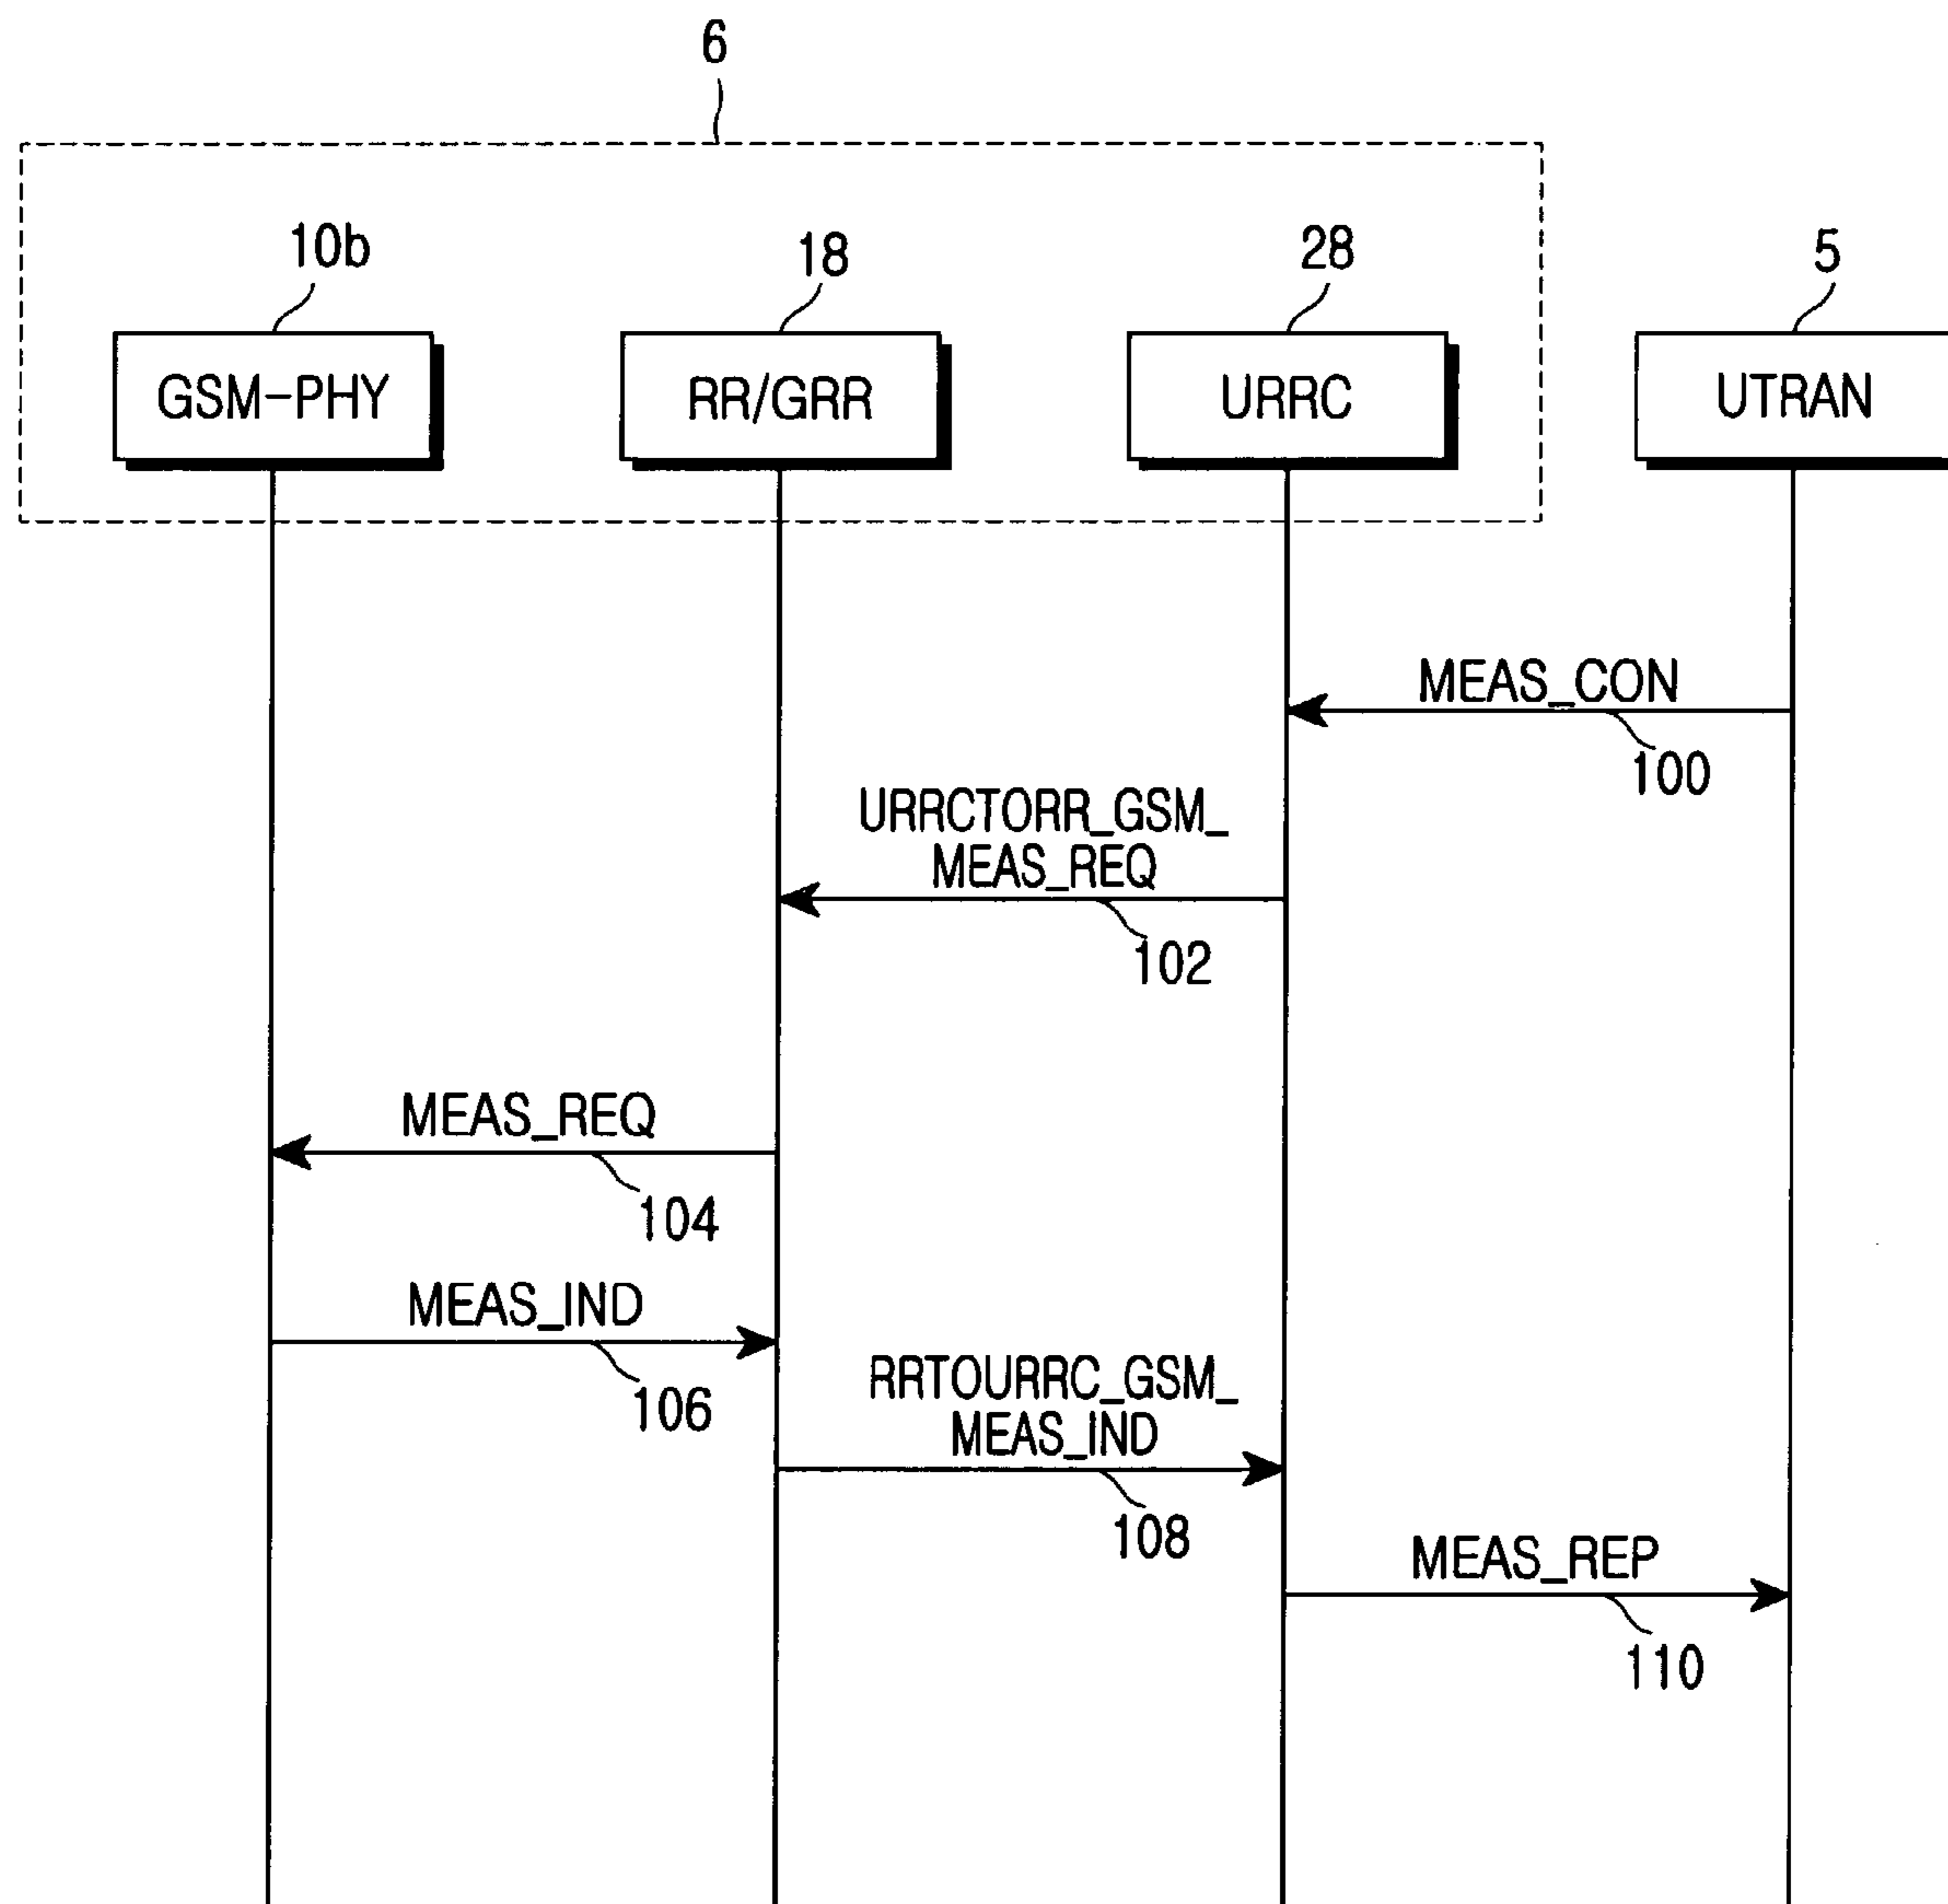 6
10b
18
28
5
GSM-PHY
RR/GRR
URRC
UTRAN
MEAS_CON
100
URRCTORR_GSM_
MEAS_REQ
102
MEAS_REQ
104
MEAS_IND
106
RRTOURRC_GSM_
MEAS_IND
108
MEAS_REP
110